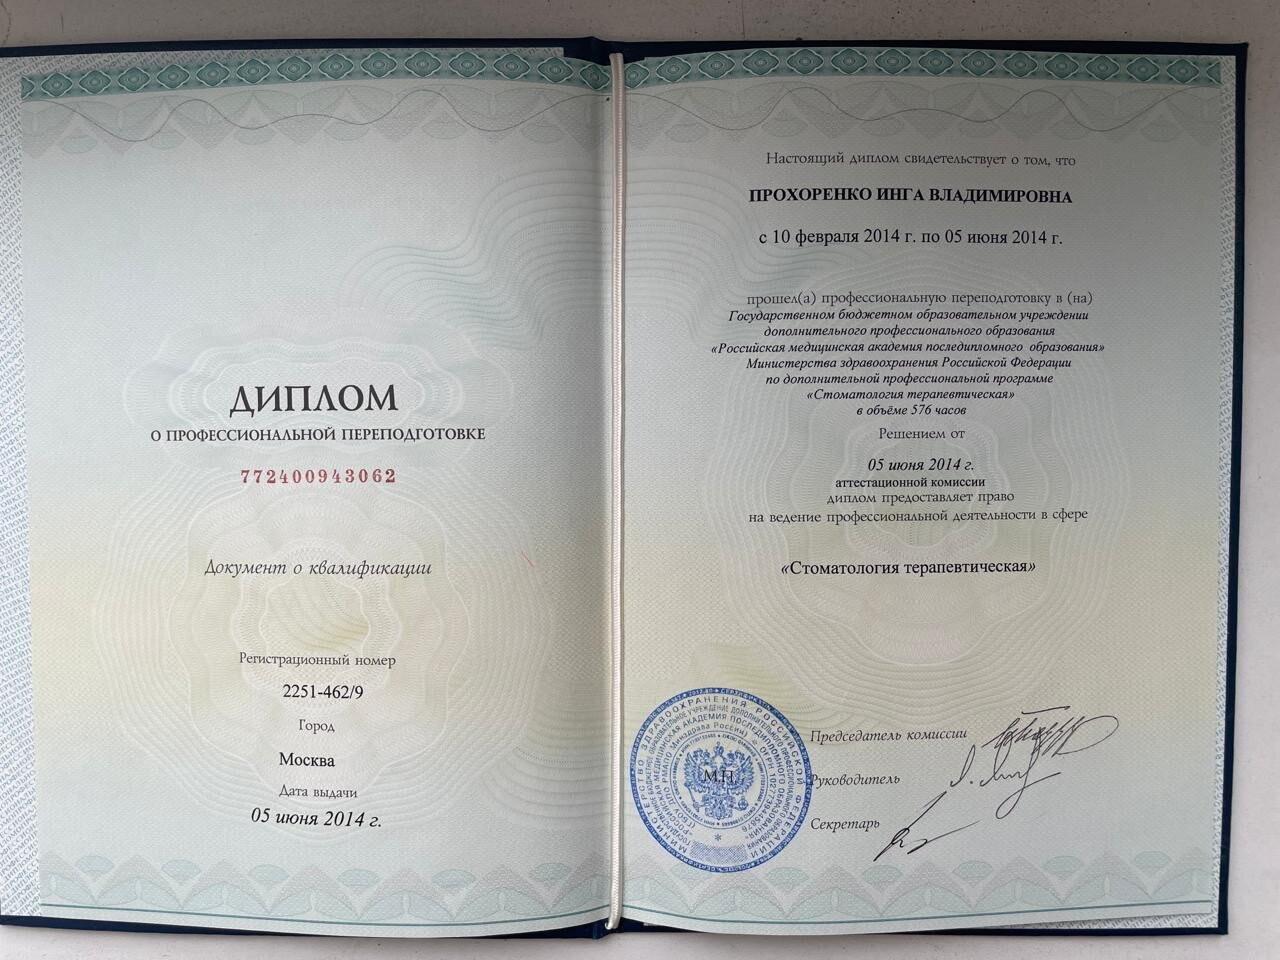 ДИПЛОМ
О ПРОФЕССИОНАЛЬНОЙ ПЕРЕПОДГОТОВКЕ
772400943062
Документ о квалификации
Регистрационный номер
2251-462/9
Город
Москва
Дата выдачи
05 июня 2014 г.
Настоящий диплом свидетельствует о том, что
ПРОХОРЕНКО ИНГА ВЛАДИМИРОВНА
с 10 февраля 2014 г. по 05 июня 2014 г.
прошел(а) профессиональную переподготовку в (на)
Государственном бюджетном образовательном учреждении
дополнительного профессионального образования
«Российская медицинская академия последипломного образования»
Министерства здравоохранения Российской Федерации
по дополнительной профессиональной программе
«Стоматология терапевтическая»
в объёме 576 часов
Решением от
05 июня 2014 г.
аттестационной комиссии
диплом предоставляет право
на ведение профессиональной деятельности в сфере
«Стоматология терапевтическая»
МИНИСТЕРСТВО ЗДРАВООХРАНЕНИЯ РОССИЙСКОЙ ФЕДЕРАЦИИ
М.П.
Председатель комиссии
Руководитель
Секретарь